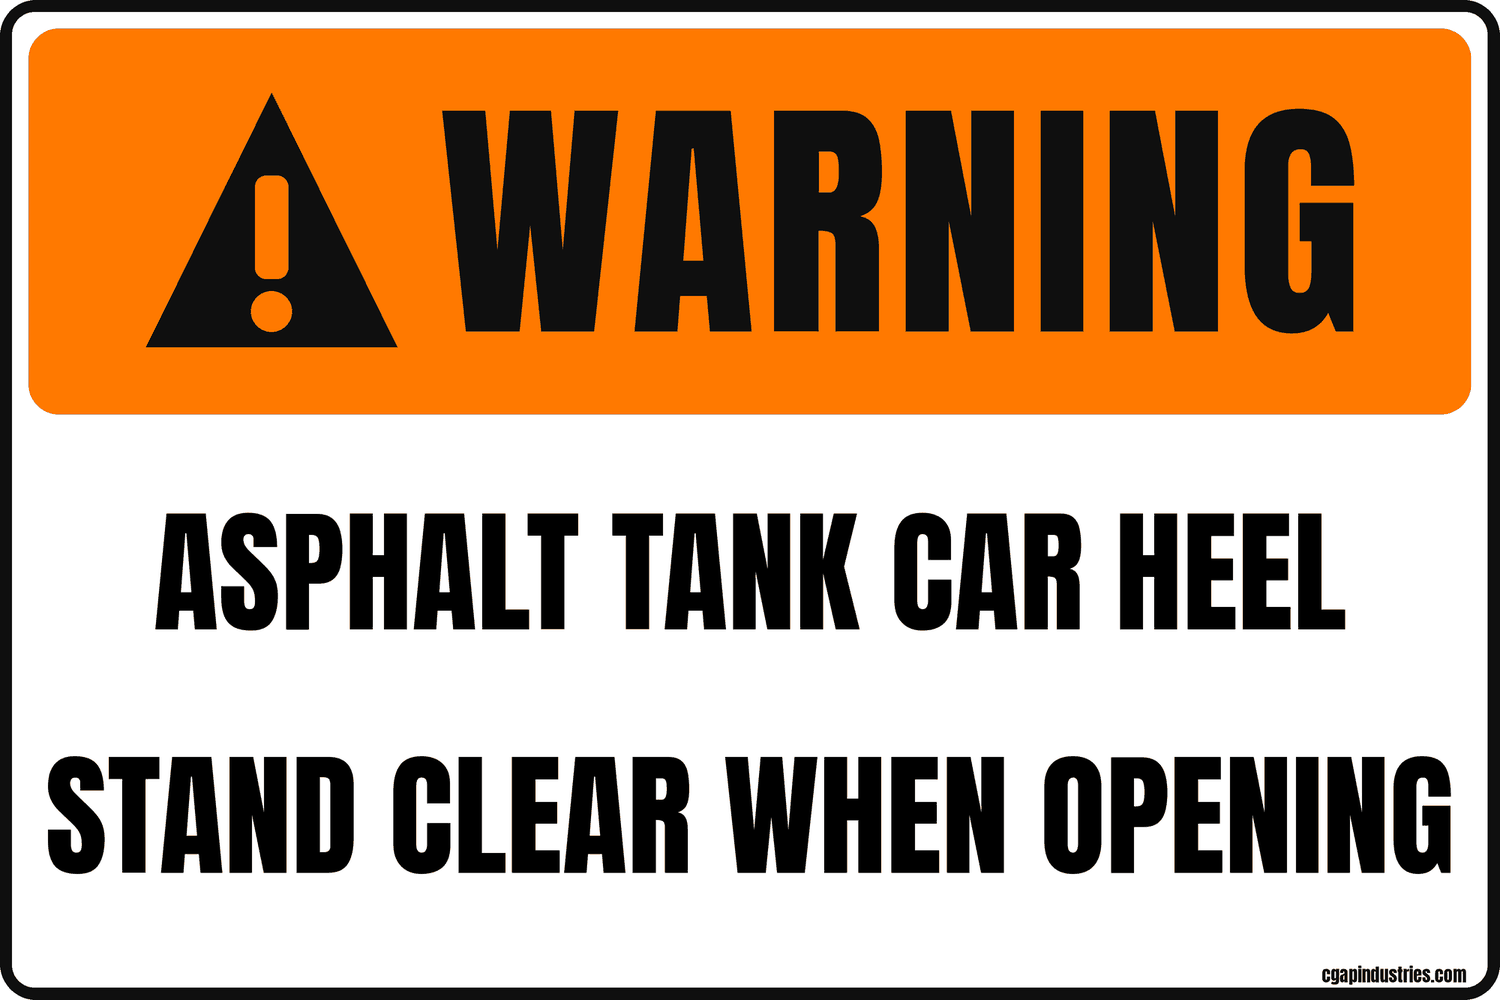 WARNING
ASPHALT TANK CAR HEEL
STAND CLEAR WHEN OPENING
cgapindustries.com